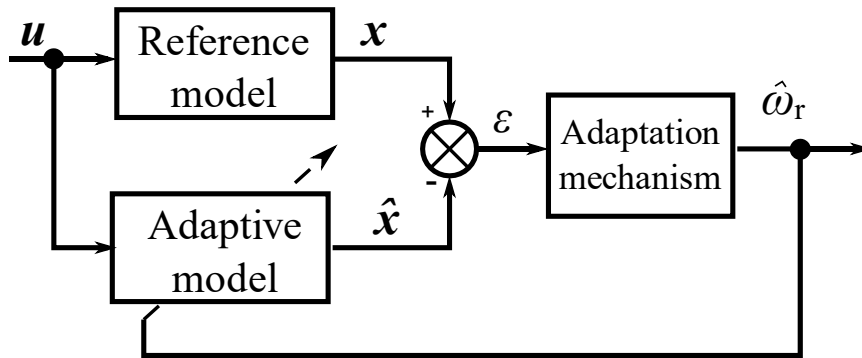 u
Reference
model
x
+
-
ε
Adaptation
mechanism
ω̂r
Adaptive
model
x̂